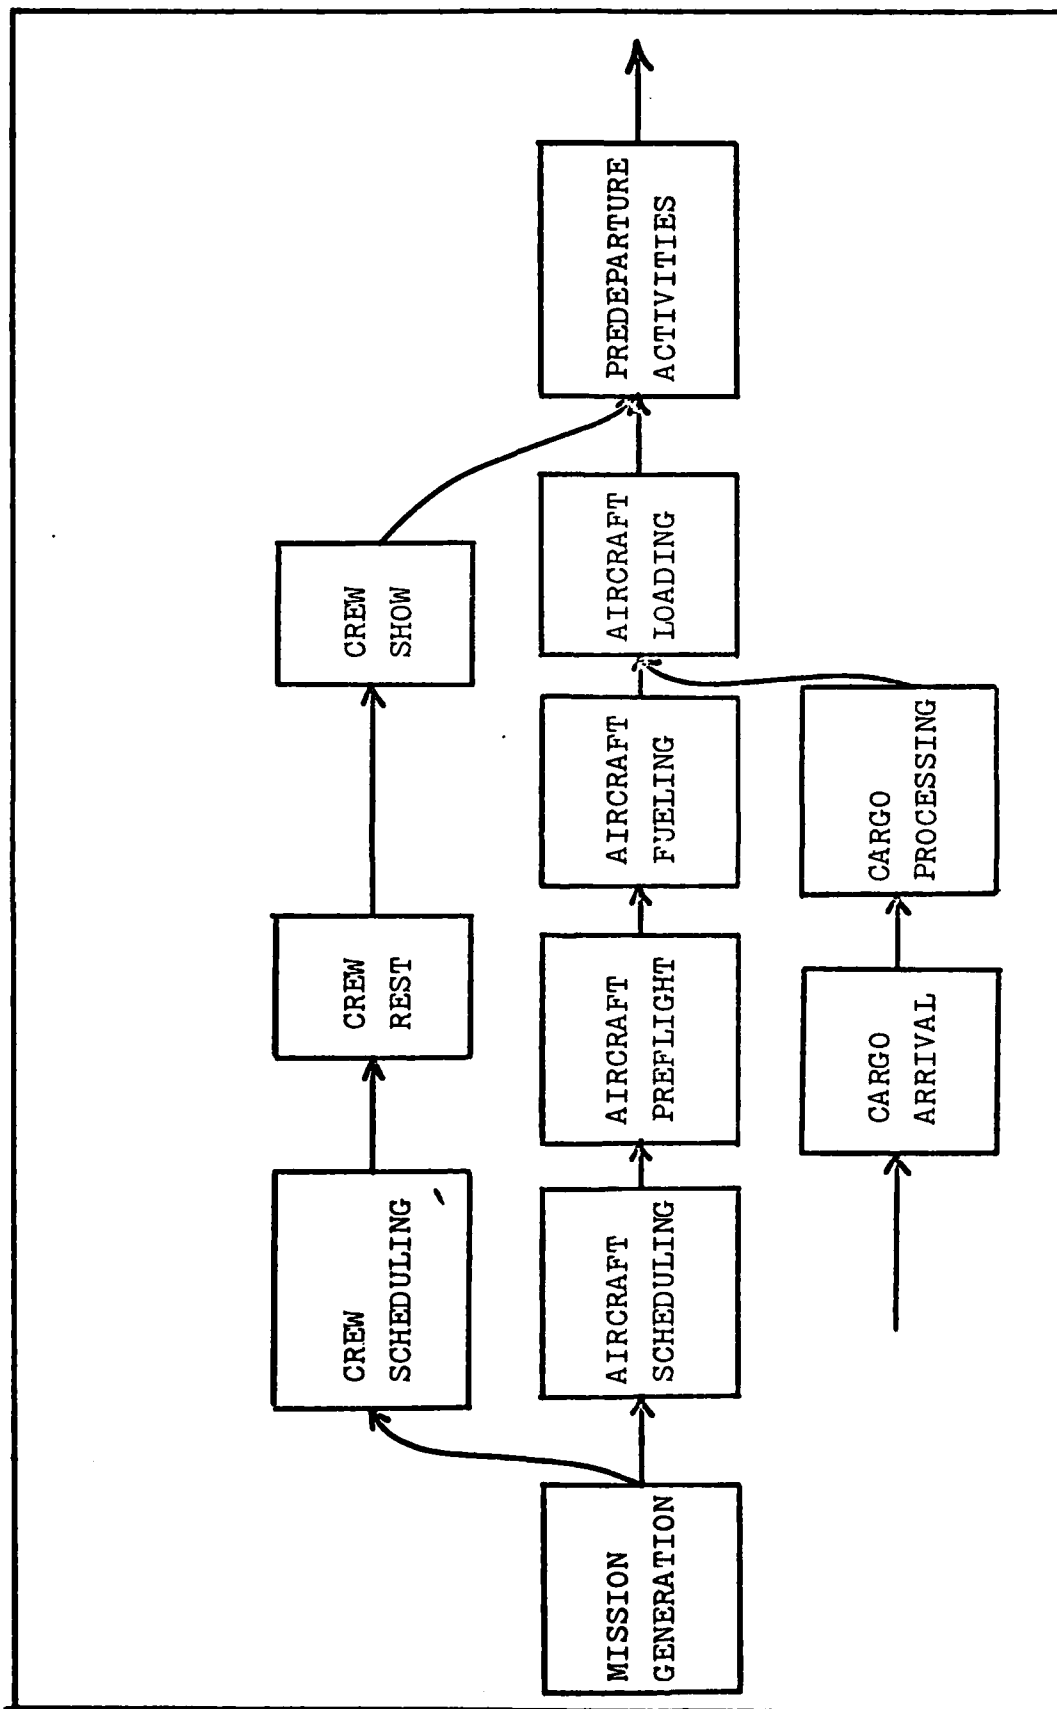 CREW
SCHEDULING
CREW
REST
CREW
SHOW
MISSION
GENERATION
AIRCRAFT
SCHEDULING
AIRCRAFT
PREFLIGHT
AIRCRAFT
FUELING
AIRCRAFT
LOADING
PREDEPARTURE
ACTIVITIES
CARGO
ARRIVAL
CARGO
PROCESSING